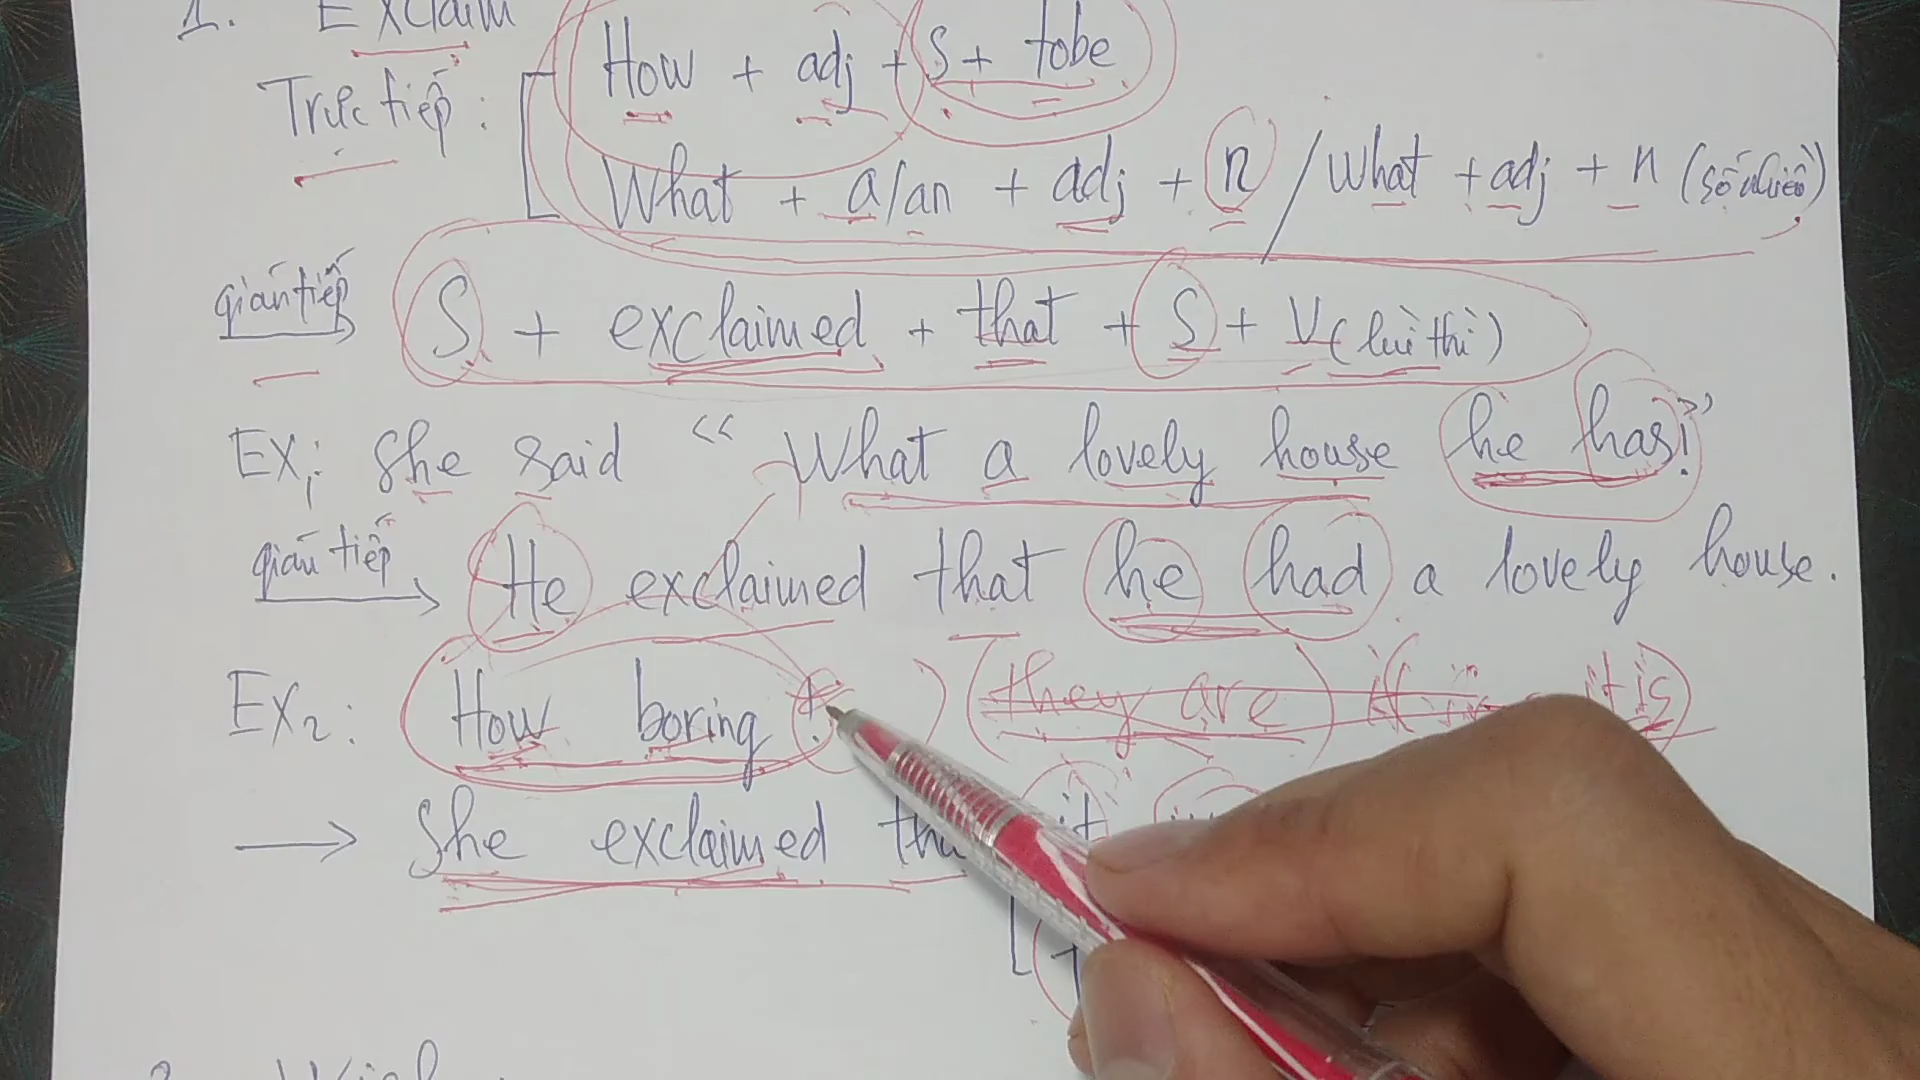 1. Exclaim
Trực tiếp : How + adj + S + tobe
What + a/an + adj + n / What + adj + n (số nhiều)
gián tiếp S + exclaimed + that + S + V (lùi thì)
EX1: She said " What a lovely house he has! "
gián tiếp → He exclaimed that he had a lovely house.
EX2: How boring ! (they are) it is
→ She exclaimed tha it